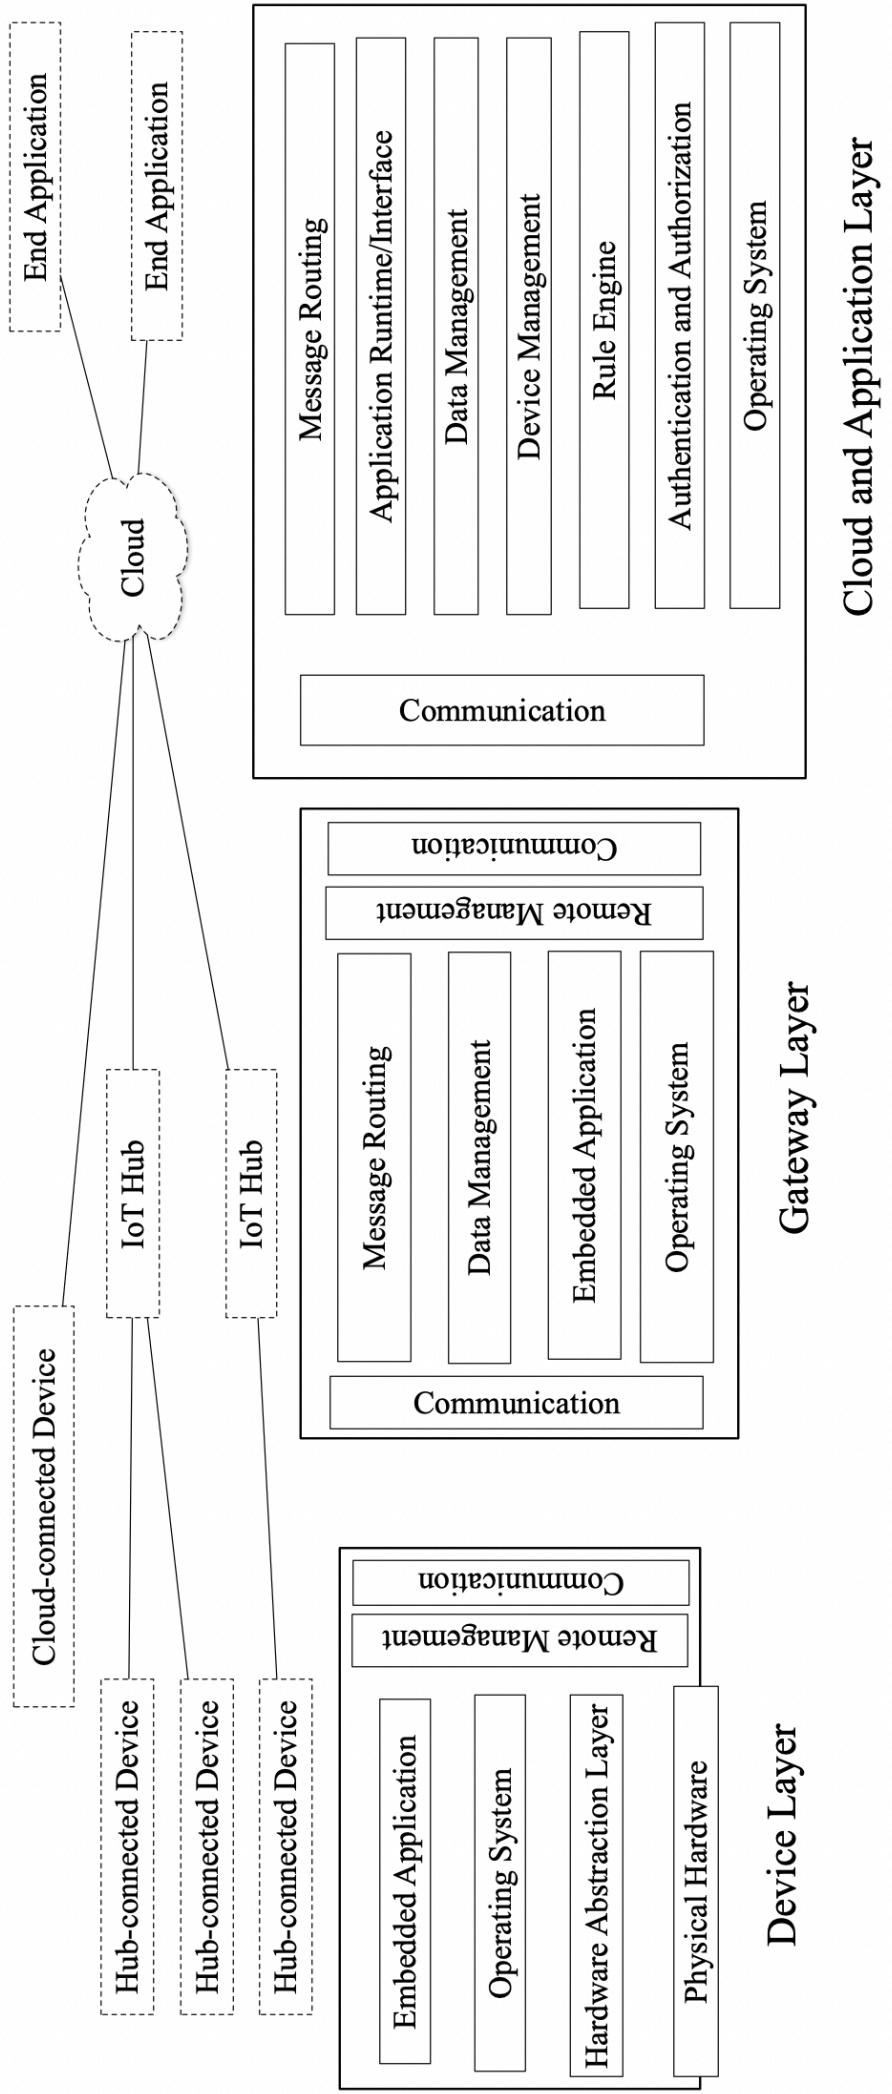 Cloud-connected Device
End Application
Hub-connected Device
IoT Hub
Cloud
End Application
Hub-connected Device
Hub-connected Device
IoT Hub
Embedded Application
Operating System
Hardware Abstraction Layer
Physical Hardware
Remote Management
Communication
Device Layer
Communication
Message Routing
Data Management
Embedded Application
Operating System
Remote Management
Communication
Gateway Layer
Communication
Message Routing
Application Runtime/Interface
Data Management
Device Management
Rule Engine
Authentication and Authorization
Operating System
Cloud and Application Layer